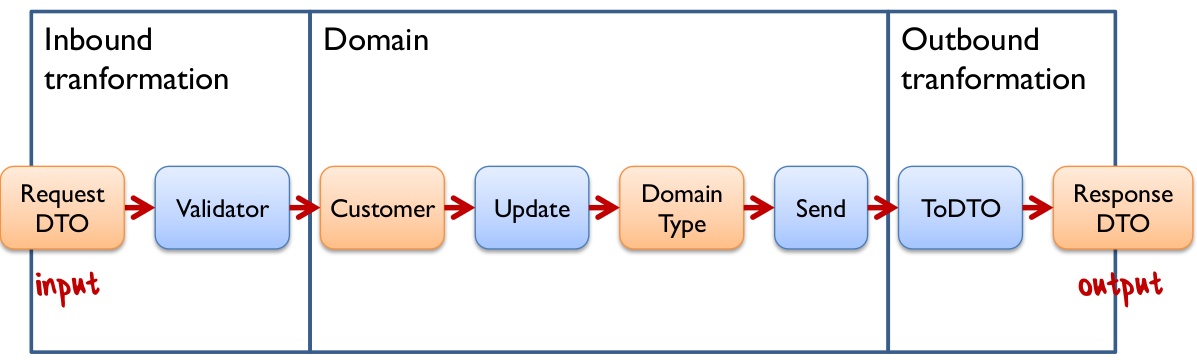 Inbound
tranformation
Domain
Outbound
tranformation
Request
DTO
Validator
Customer
Update
Domain
Type
Send
ToDTO
Response
DTO
input
output